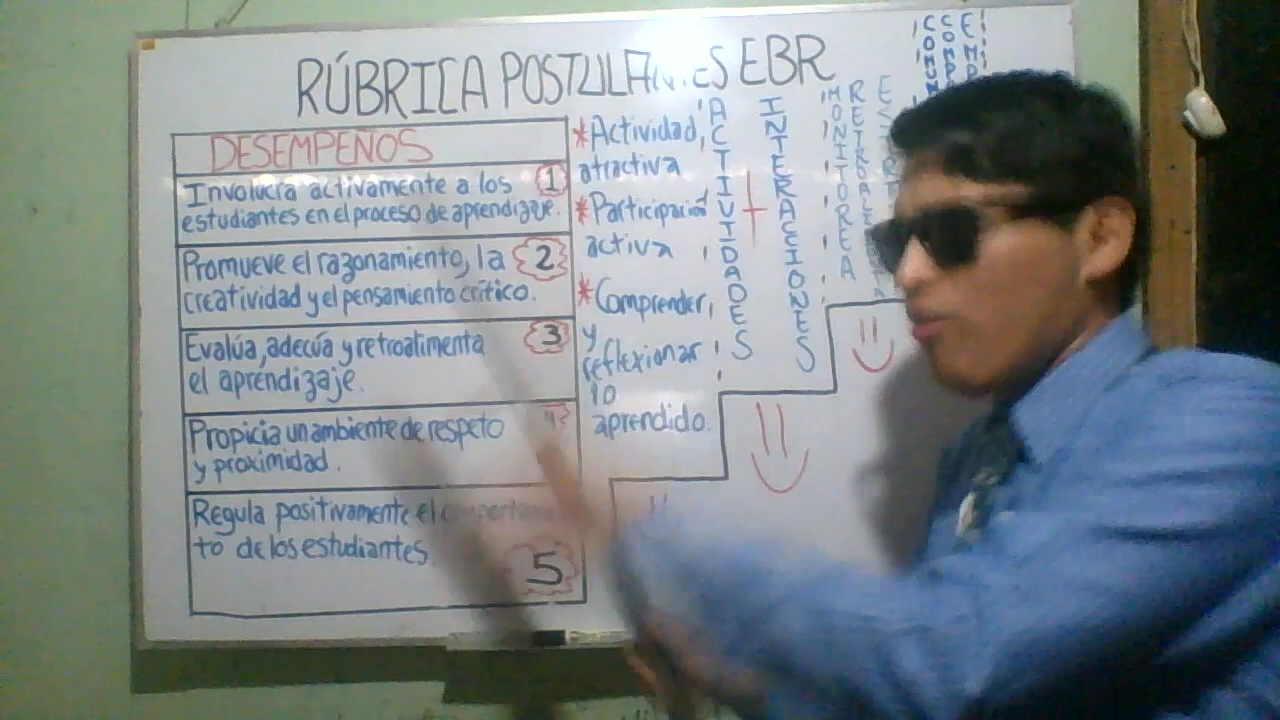 RÚBRICA POSTULANTES EBR
DESEMPEÑOS
Involucra activamente a los 1
estudiantes en el proceso de aprendizaje.
Promueve el razonamiento, la 2
creatividad y el pensamiento crítico.
Evalúa, adecúa y retroalimenta 3
el aprendizaje.
Propicia un ambiente de respeto
y proximidad.
Regula positivamente el
to de los estudiantes
5
*Actividad
atractiva
*Participación
activa
*Comprender
y
reflexionar
lo
aprendido.
ACTIVIDADES
+
INTERACCIONES
MONITOREA